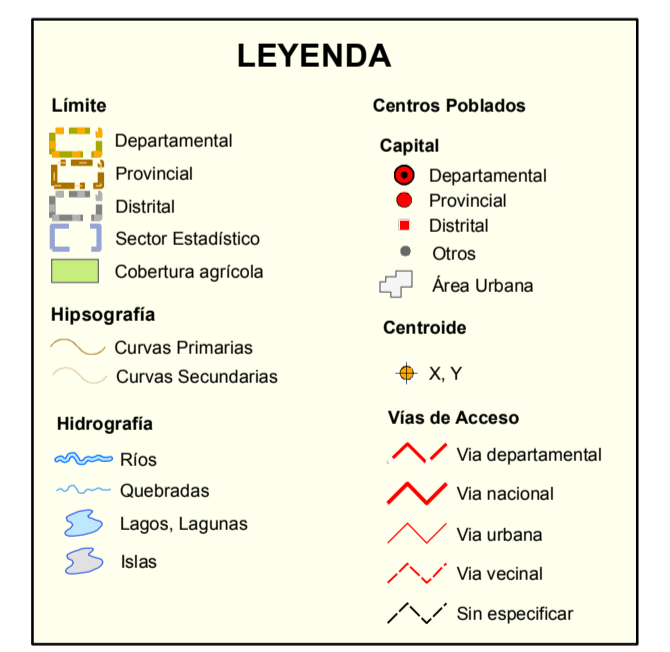 LEYENDA
Límite
Departamental
Provincial
Distrital
Sector Estadístico
Cobertura agrícola
Hipsografía
Curvas Primarias
Curvas Secundarias
Hidrografía
Ríos
Quebradas
Lagos, Lagunas
Islas
Centros Poblados
Capital
Departamental
Provincial
Distrital
Otros
Área Urbana
Centroide
X, Y
Vías de Acceso
Via departamental
Via nacional
Via urbana
Via vecinal
Sin especificar